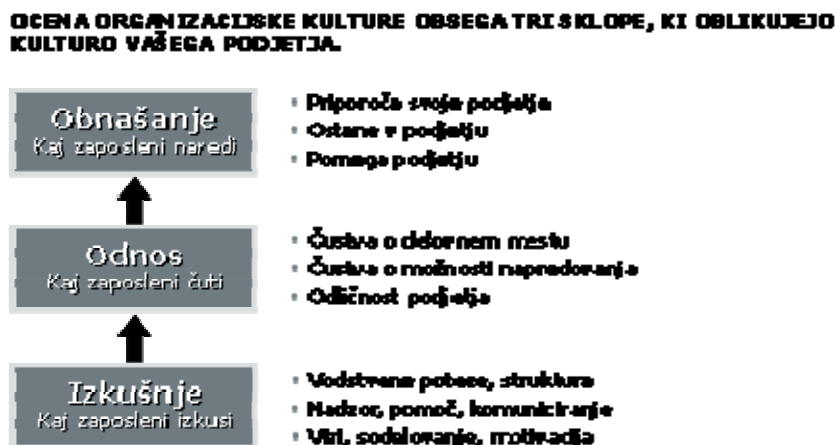 OCENA ORGANIZACIJSKE KULTURE OBSEGA TRI SKLOPE, KI OBLIKUJEJO
KULTURO VAŠEGA PODJETJA.
Obnašanje
Kaj zaposleni naredi
• Priporoča svoje podjetje
• Ostane v podjetju
• Pomaga podjetju
Odnos
Kaj zaposleni čuti
• Čustva o delovnem mestu
• Čustva o možnosti napredovanja
• Odličnost podjetja
Izkušnje
Kaj zaposleni izkusi
• Vodstvene poteze, struktura
• Nadzor, pomoč, komuniciranje
• Viri, sodelovanje, motivacija